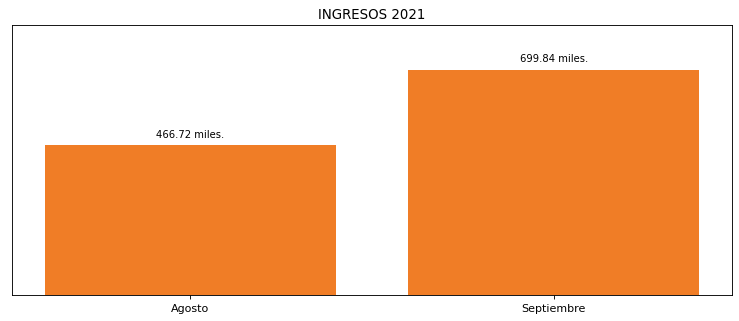 INGRESOS 2021
699.84 miles.
466.72 miles.
Agosto
Septiembre